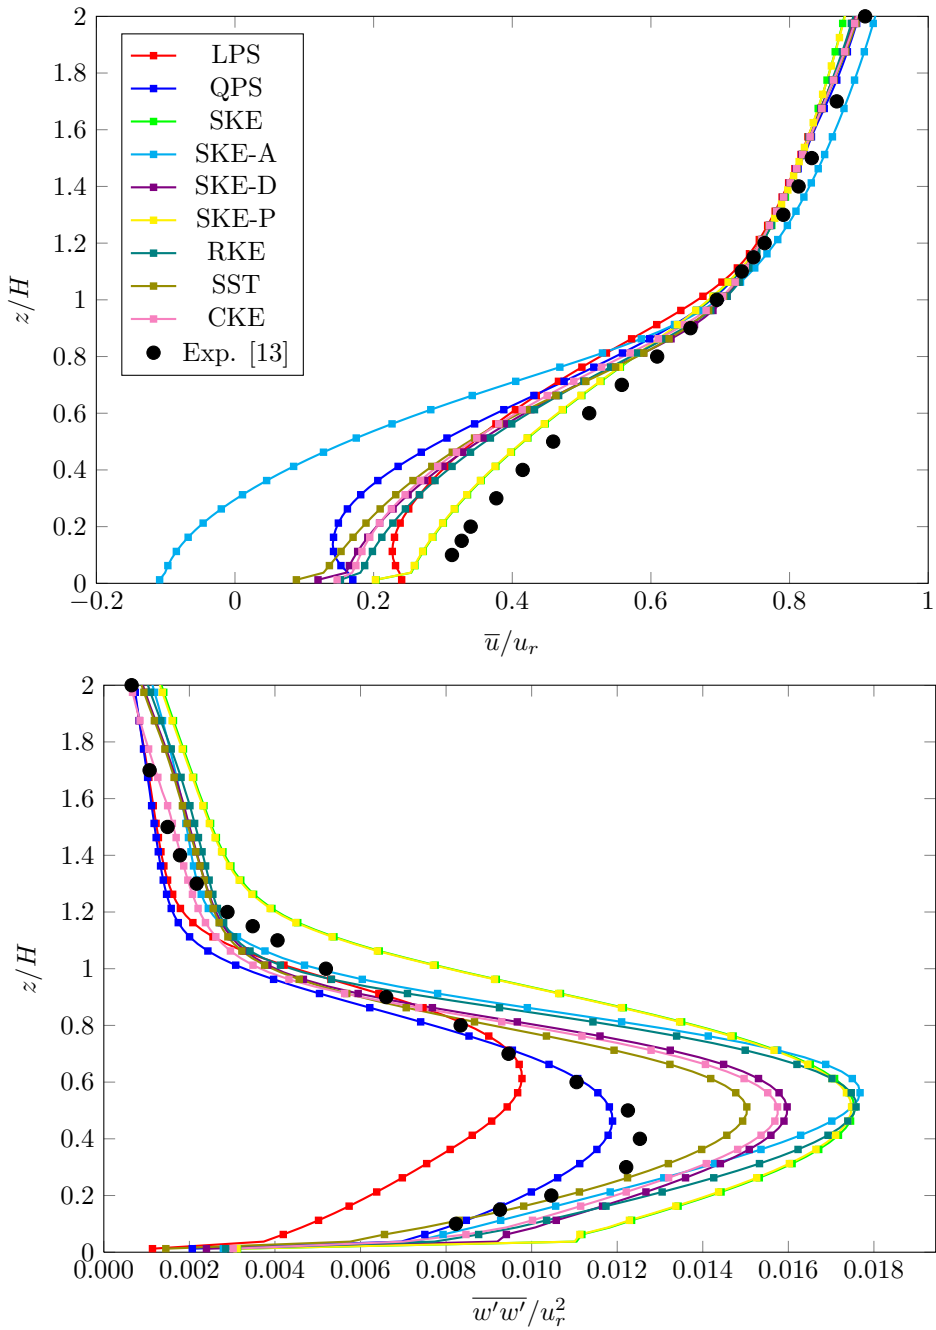 2
1.8
1.6
1.4
1.2
1
0.8
0.6
0.4
0.2
0
z/H
LPS
QPS
SKE
SKE-A
SKE-D
SKE-P
RKE
SST
CKE
Exp. [13]
−0.2 0 0.2 0.4 0.6 0.8 1
u̅/u_r
2
1.8
1.6
1.4
1.2
1
0.8
0.6
0.4
0.2
0
z/H
0.000 0.002 0.004 0.006 0.008 0.010 0.012 0.014 0.016 0.018
w̅'̅w̅'̅/u_r^2